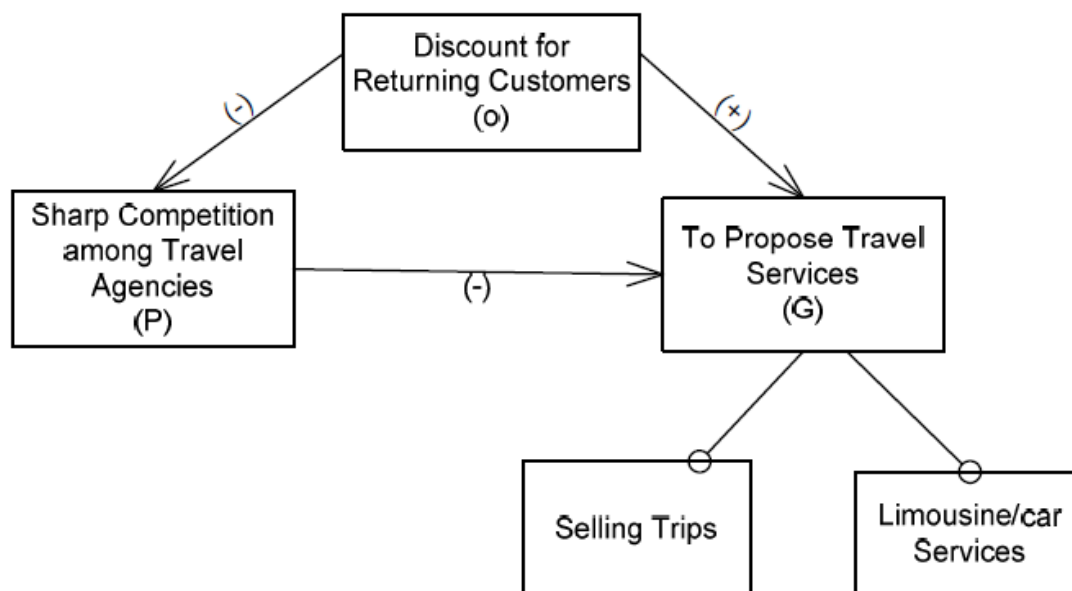 Discount for
Returning Customers
(o)
(-)
(+)
Sharp Competition
among Travel
Agencies
(P)
(-)
To Propose Travel
Services
(G)
Selling Trips
Limousine/car
Services